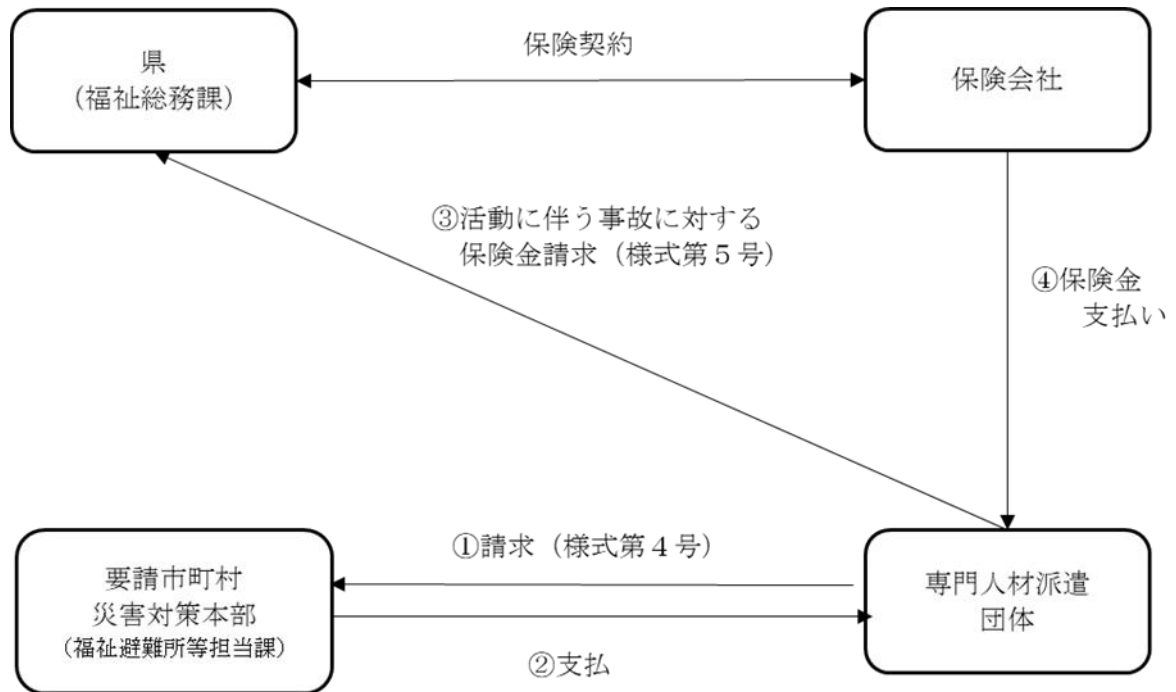 県
（福祉総務課）
保険契約
保険会社
③活動に伴う事故に対する
保険金請求（様式第５号）
④保険金
支払い
①請求（様式第４号）
要請市町村
災害対策本部
（福祉避難所等担当課）
②支払
専門人材派遣
団体